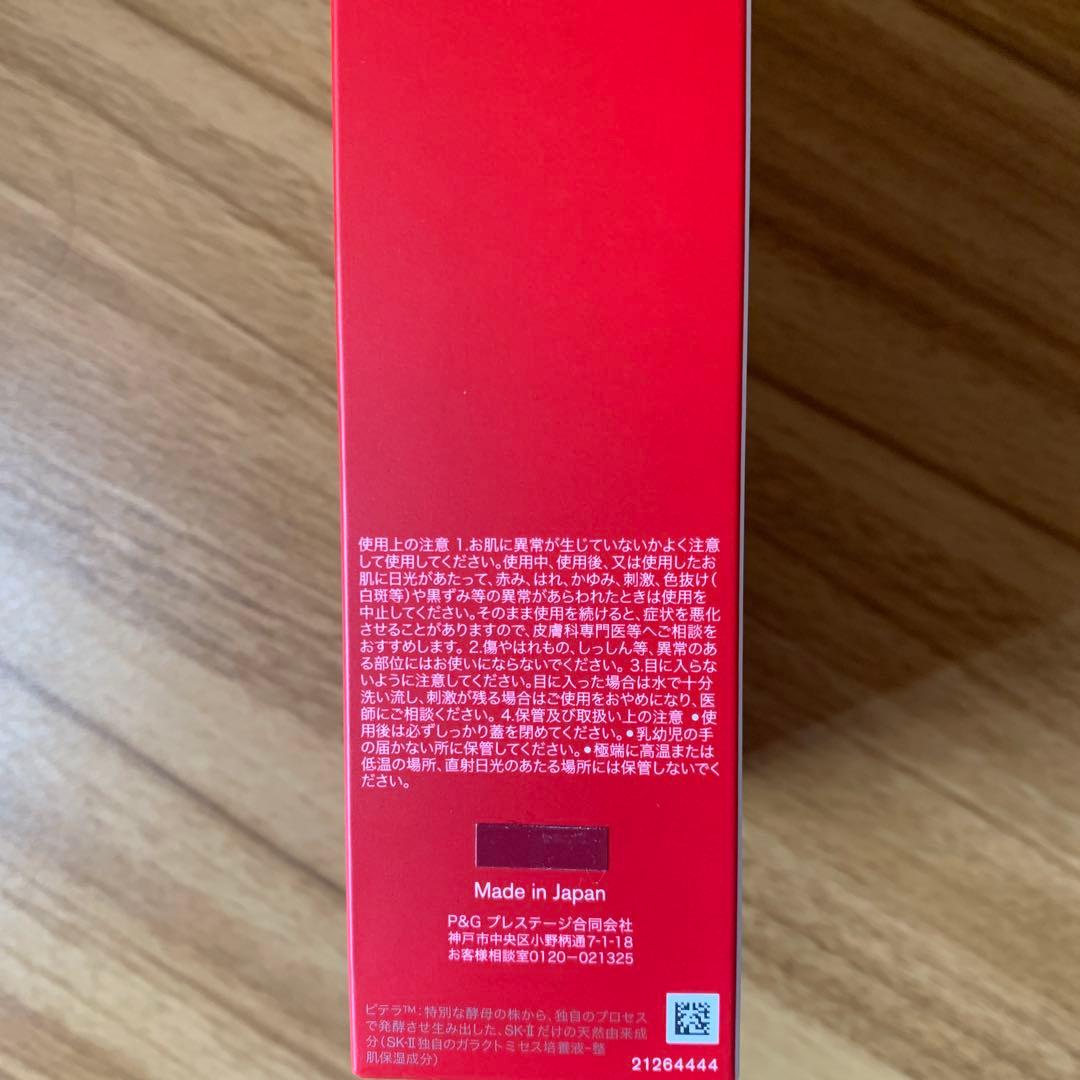 使用上の注意 1.お肌に異常が生じていないかよく注意
して使用してください。使用中、使用後、又は使用したお
肌に日光があたって、赤み、はれ、かゆみ、刺激、色抜け(
白斑等)や黒ずみ等の異常があらわれたときは使用を
中止してください。そのまま使用を続けると、症状を悪化
させることがありますので、皮膚科専門医等へご相談を
おすすめします。 2.傷やはれもの、しっしん等、異常のあ
る部位にはお使いにならないでください。 3.目に入らな
いように注意してください。目に入った場合は水で十分
洗い流し、刺激が残る場合はご使用をおやめになり、医
師にご相談ください。 4.保管及び取扱い上の注意 ●使
用後は必ずしっかり蓋を閉めてください。●乳幼児の手
の届かない所に保管してください。●極端に高温または
低温の場所、直射日光のあたる場所には保管しないでく
ださい。
Made in Japan
P&G プレステージ合同会社
神戸市中央区小野柄通7-1-18
お客様相談室0120-021325
ピテラ™:特別な酵母の株から、独自のプロセス
で発酵させ生み出した、SK-IIだけの天然由来成
分(SK-II独自のガラクトミセス培養液-整
肌保湿成分)
21264444